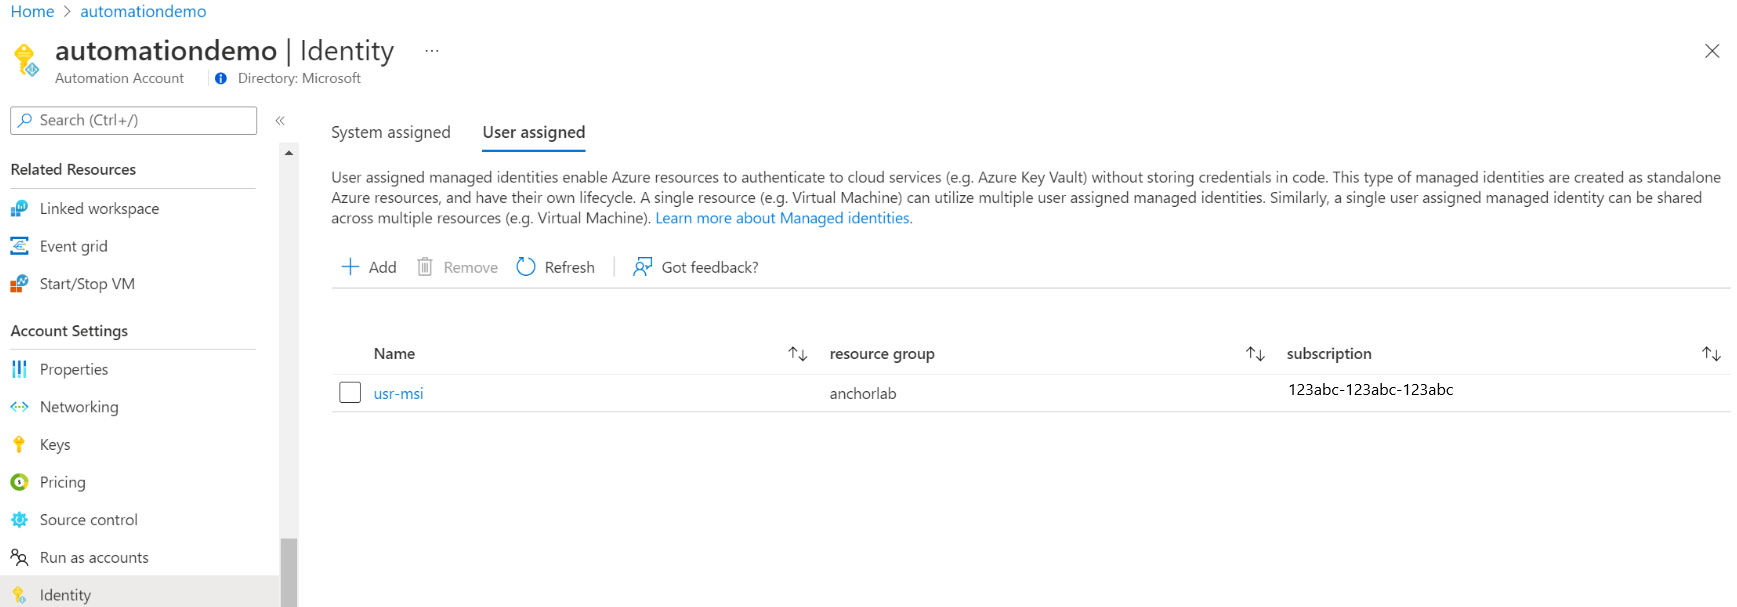 Home > automationdemo
automationdemo | Identity ...
Automation Account
Directory: Microsoft
Search (Ctrl+/)
«
Related Resources
Linked workspace
Event grid
Start/Stop VM
Account Settings
Properties
Networking
Keys
Pricing
Source control
Run as accounts
Identity
System assigned
User assigned
User assigned managed identities enable Azure resources to authenticate to cloud services (e.g. Azure Key Vault) without storing credentials in code. This type of managed identities are created as standalone
Azure resources, and have their own lifecycle. A single resource (e.g. Virtual Machine) can utilize multiple user assigned managed identities. Similarly, a single user assigned managed identity can be shared
across multiple resources (e.g. Virtual Machine). Learn more about Managed identities.
Add Remove Refresh Got feedback?
Name resource group subscription
usr-msi anchorlab 123abc-123abc-123abc